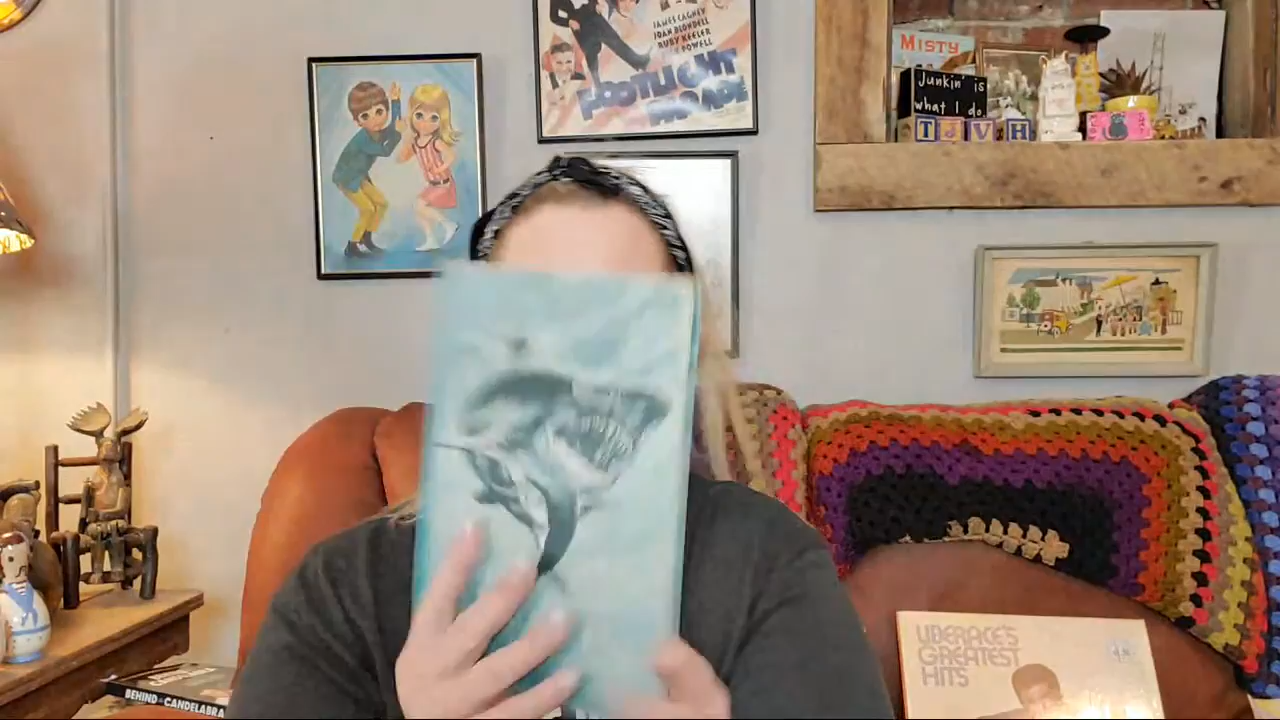 JAMES CAGNEY
JOAN BLONDELL
RUBY KEELER
POWELL
FOOTLIGHT
PARADE
MISTY
Junkin' is
what I do.
T V H
LIBERACE'S
GREATEST
HITS
BEHIND THE CANDELABRA